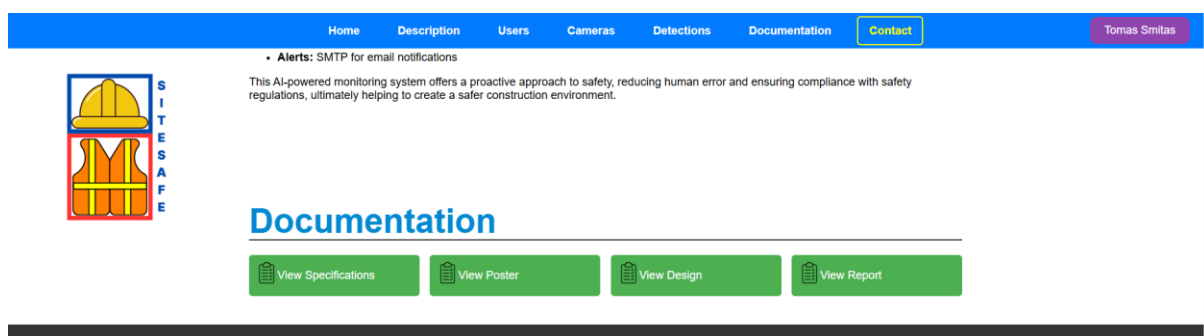 Home Description Users Cameras Detections Documentation Contact Tomas Smitas
• Alerts: SMTP for email notifications
This AI-powered monitoring system offers a proactive approach to safety, reducing human error and ensuring compliance with safety
regulations, ultimately helping to create a safer construction environment.
SITESAFE
Documentation
View Specifications View Poster View Design View Report